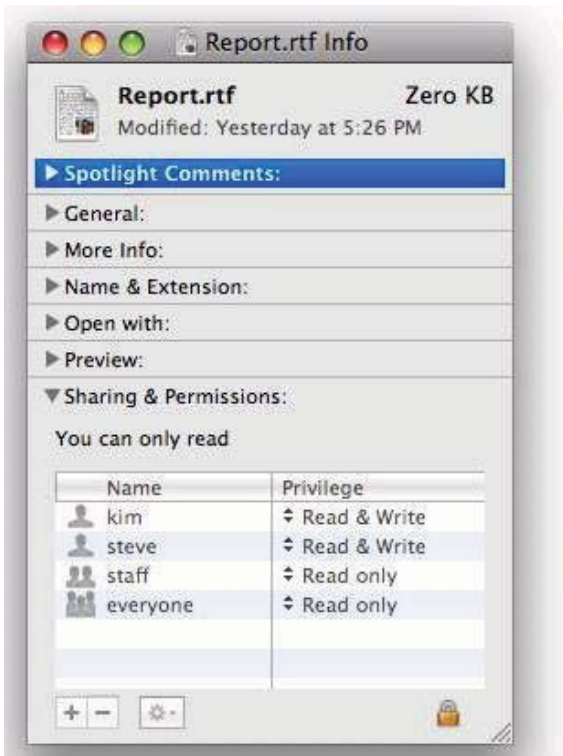 Report.rtf Info
Report.rtf Zero KB
Modified: Yesterday at 5:26 PM
Spotlight Comments:
General:
More Info:
Name & Extension:
Open with:
Preview:
Sharing & Permissions:
You can only read
Name Privilege
kim Read & Write
steve Read & Write
staff Read only
everyone Read only